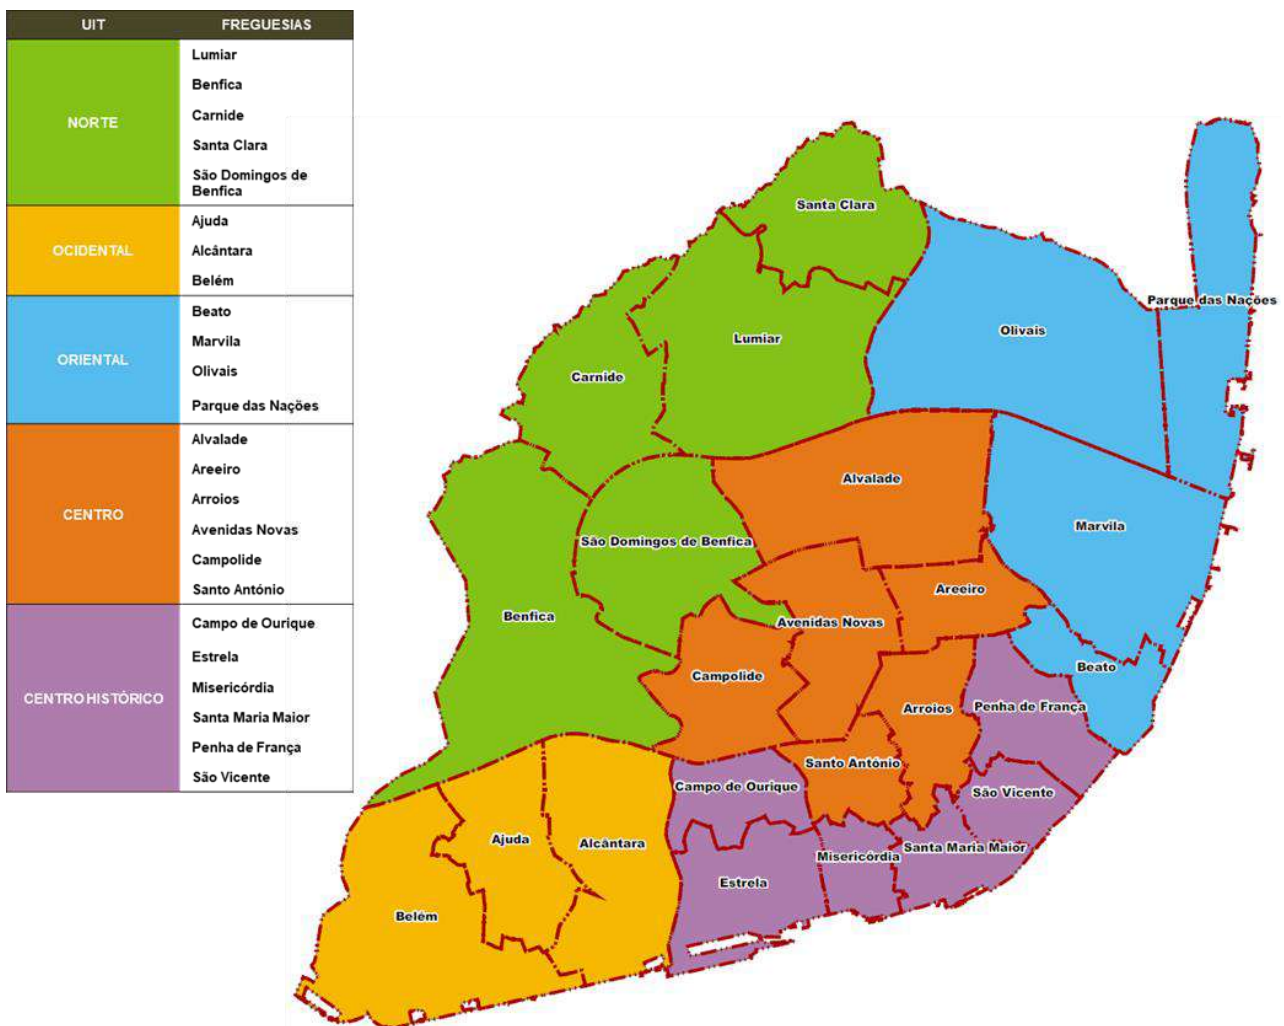 UIT FREGUESIAS
NORTE
Lumiar
Benfica
Carnide
Santa Clara
São Domingos de
Benfica
OCIDENTAL
Ajuda
Alcântara
Belém
ORIENTAL
Beato
Marvila
Olivais
Parque das Nações
CENTRO
Alvalade
Areeiro
Arroios
Avenidas Novas
Campolide
Santo António
CENTRO HISTÓRICO
Campo de Ourique
Estrela
Misericórdia
Santa Maria Maior
Penha de França
São Vicente
Santa Clara
Parque das Nações
Olivais
Lumiar
Carnide
Alvalade
Marvila
São Domingos de Benfica
Areeiro
Benfica
Avenidas Novas
Beato
Campolide
Arroios
Penha de França
Santo António
Campo de Ourique
São Vicente
Ajuda
Alcântara
Santa Maria Maior
Misericórdia
Estrela
Belém